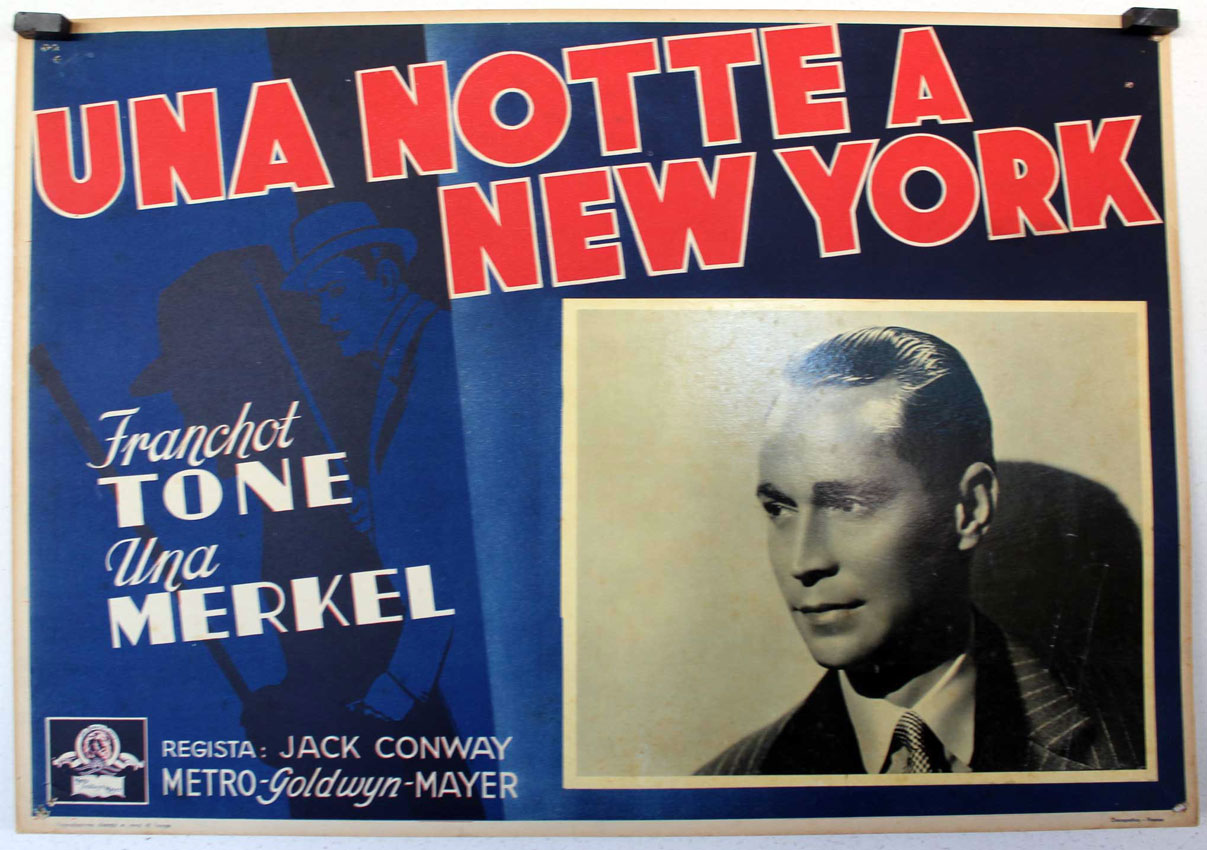 UNA NOTTE A
NEW YORK
Franchot
TONE
Una
MERKEL
REGISTA: JACK CONWAY
METRO-Goldwyn-MAYER